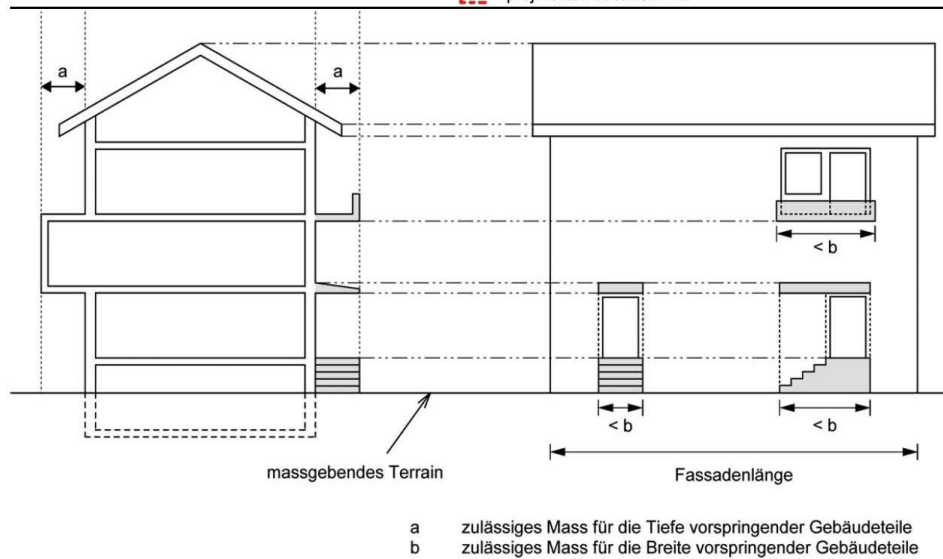 a
a
< b
< b
< b
massgebendes Terrain
Fassadenlänge
a zulässiges Mass für die Tiefe vorspringender Gebäudeteile
b zulässiges Mass für die Breite vorspringender Gebäudeteile